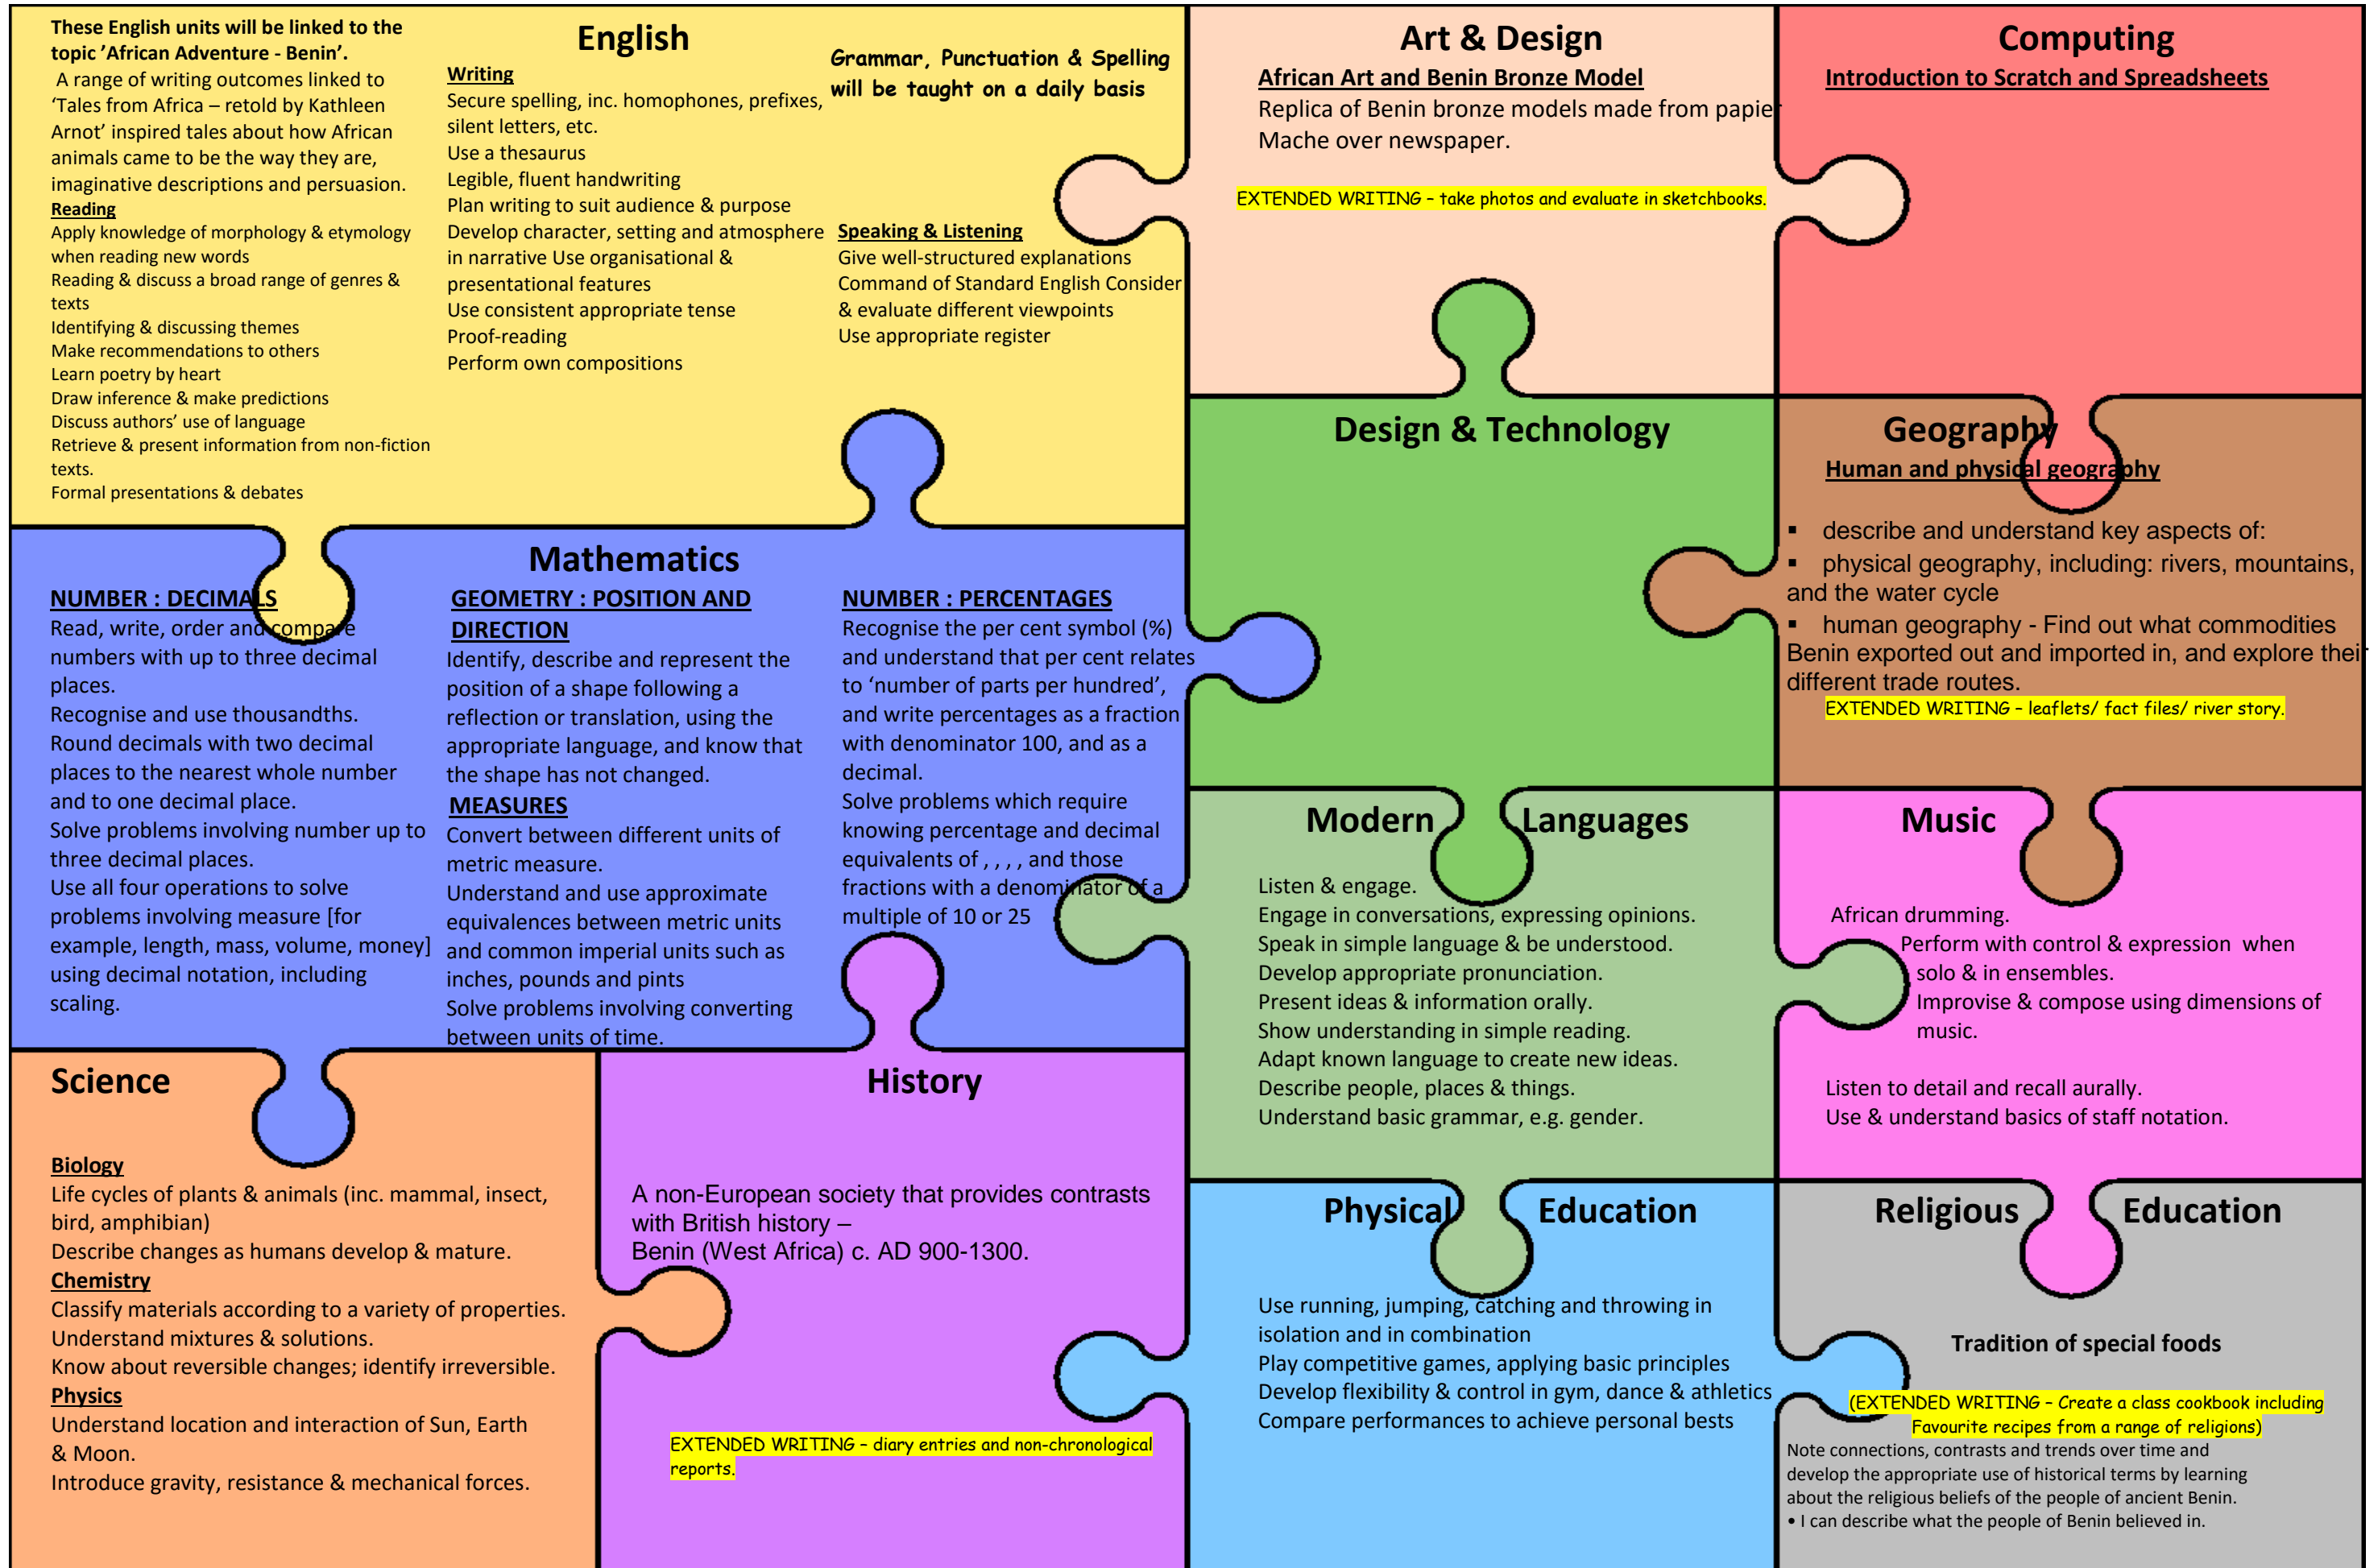 These English units will be linked to the
topic ’African Adventure - Benin’.
A range of writing outcomes linked to
‘Tales from Africa – retold by Kathleen
Arnot’ inspired tales about how African
animals came to be the way they are,
imaginative descriptions and persuasion.
Reading
Apply knowledge of morphology & etymology
when reading new words
Reading & discuss a broad range of genres &
texts
Identifying & discussing themes
Make recommendations to others
Learn poetry by heart
Draw inference & make predictions
Discuss authors’ use of language
Retrieve & present information from non-fiction
texts.
Formal presentations & debates
English
Writing
Secure spelling, inc. homophones, prefixes,
silent letters, etc.
Use a thesaurus
Legible, fluent handwriting
Plan writing to suit audience & purpose
Develop character, setting and atmosphere
in narrative Use organisational &
presentational features
Use consistent appropriate tense
Proof-reading
Perform own compositions
Grammar, Punctuation & Spelling
will be taught on a daily basis
Speaking & Listening
Give well-structured explanations
Command of Standard English Consider
& evaluate different viewpoints
Use appropriate register
Art & Design
African Art and Benin Bronze Model
Replica of Benin bronze models made from papier
Mache over newspaper.
EXTENDED WRITING – take photos and evaluate in sketchbooks.
Computing
Introduction to Scratch and Spreadsheets
Design & Technology
Geography
Human and physical geography
▪ describe and understand key aspects of:
▪ physical geography, including: rivers, mountains,
and the water cycle
▪ human geography - Find out what commodities
Benin exported out and imported in, and explore their
different trade routes.
EXTENDED WRITING – leaflets/ fact files/ river story.
Mathematics
NUMBER : DECIMALS
Read, write, order and compare
numbers with up to three decimal
places.
Recognise and use thousandths.
Round decimals with two decimal
places to the nearest whole number
and to one decimal place.
Solve problems involving number up to
three decimal places.
Use all four operations to solve
problems involving measure [for
example, length, mass, volume, money]
using decimal notation, including
scaling.
GEOMETRY : POSITION AND
DIRECTION
Identify, describe and represent the
position of a shape following a
reflection or translation, using the
appropriate language, and know that
the shape has not changed.
MEASURES
Convert between different units of
metric measure.
Understand and use approximate
equivalences between metric units
and common imperial units such as
inches, pounds and pints
Solve problems involving converting
between units of time.
NUMBER : PERCENTAGES
Recognise the per cent symbol (%)
and understand that per cent relates
to ‘number of parts per hundred’,
and write percentages as a fraction
with denominator 100, and as a
decimal.
Solve problems which require
knowing percentage and decimal
equivalents of , , , , and those
fractions with a denominator of a
multiple of 10 or 25
Modern Languages
Listen & engage.
Engage in conversations, expressing opinions.
Speak in simple language & be understood.
Develop appropriate pronunciation.
Present ideas & information orally.
Show understanding in simple reading.
Adapt known language to create new ideas.
Describe people, places & things.
Understand basic grammar, e.g. gender.
Music
African drumming.
Perform with control & expression when
solo & in ensembles.
Improvise & compose using dimensions of
music.
Listen to detail and recall aurally.
Use & understand basics of staff notation.
Science
Biology
Life cycles of plants & animals (inc. mammal, insect,
bird, amphibian)
Describe changes as humans develop & mature.
Chemistry
Classify materials according to a variety of properties.
Understand mixtures & solutions.
Know about reversible changes; identify irreversible.
Physics
Understand location and interaction of Sun, Earth
& Moon.
Introduce gravity, resistance & mechanical forces.
History
A non-European society that provides contrasts
with British history –
Benin (West Africa) c. AD 900-1300.
EXTENDED WRITING – diary entries and non-chronological
reports.
Physical Education
Use running, jumping, catching and throwing in
isolation and in combination
Play competitive games, applying basic principles
Develop flexibility & control in gym, dance & athletics
Compare performances to achieve personal bests
Religious Education
Tradition of special foods
(EXTENDED WRITING – Create a class cookbook including
Favourite recipes from a range of religions)
Note connections, contrasts and trends over time and
develop the appropriate use of historical terms by learning
about the religious beliefs of the people of ancient Benin.
• I can describe what the people of Benin believed in.